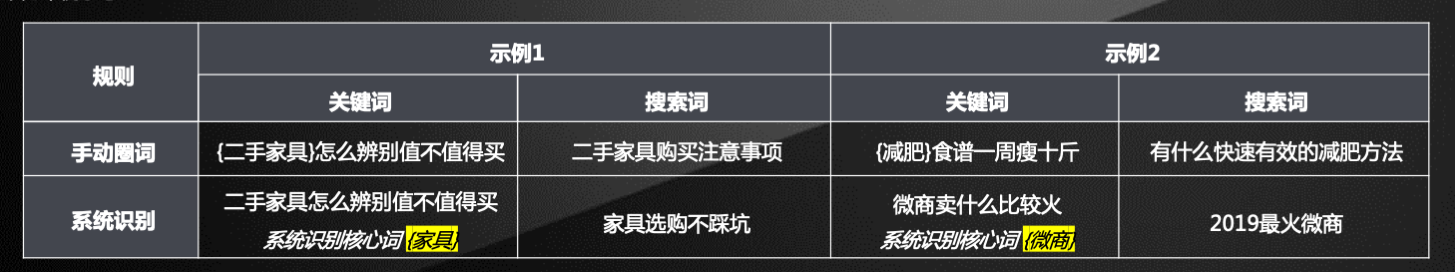 规则
示例1
示例2
关键词
搜索词
关键词
搜索词
手动圈词
{二手家具}怎么辨别值不值得买
二手家具购买注意事项
{减肥}食谱一周瘦十斤
有什么快速有效的减肥方法
系统识别
二手家具怎么辨别值不值得买
系统识别核心词 {家具}
家具选购不踩坑
微商卖什么比较火
系统识别核心词 {微商}
2019最火微商